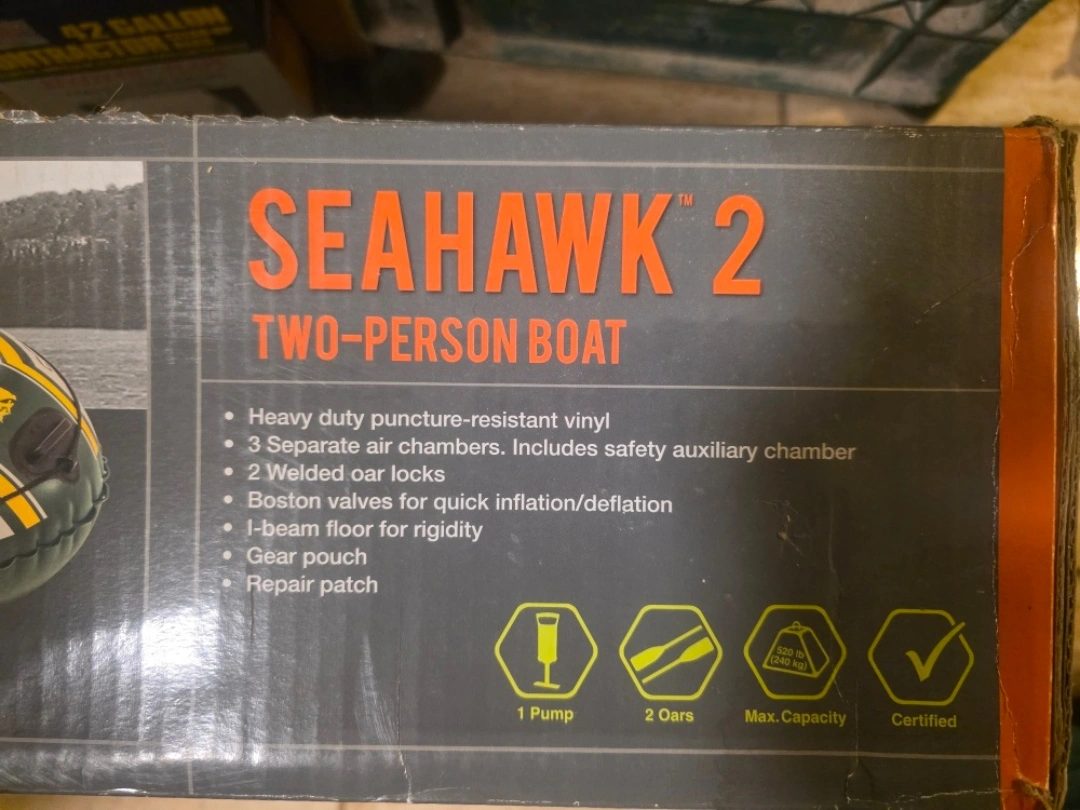 42 GALLON
CONTRACTOR
SEAHAWK™ 2
TWO-PERSON BOAT
• Heavy duty puncture-resistant vinyl
• 3 Separate air chambers. Includes safety auxiliary chamber
• 2 Welded oar locks
• Boston valves for quick inflation/deflation
• I-beam floor for rigidity
• Gear pouch
• Repair patch
520 lb
(240 kg)
1 Pump
2 Oars
Max. Capacity
Certified